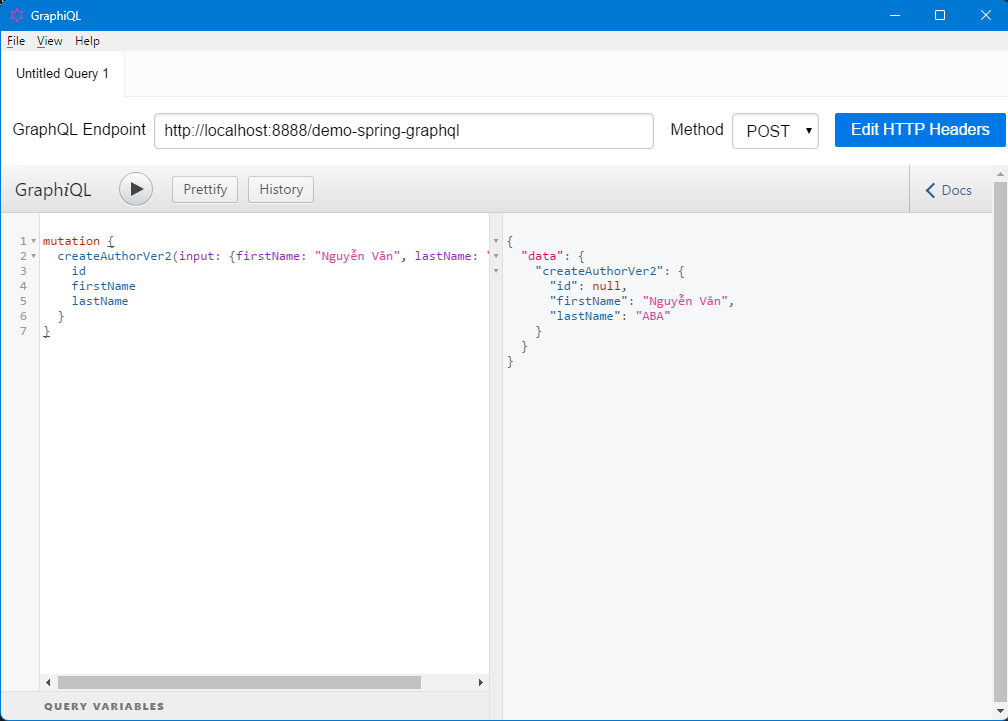 GraphiQL
File View Help
Untitled Query 1
GraphQL Endpoint http://localhost:8888/demo-spring-graphql Method POST Edit HTTP Headers
GraphiQL Prettify History Docs
1 mutation {
2 createAuthorVer2(input: {firstName: "Nguyễn Văn", lastName: "
3 id
4 firstName
5 lastName
6 }
7 }
{
"data": {
"createAuthorVer2": {
"id": null,
"firstName": "Nguyễn Văn",
"lastName": "ABA"
}
}
}
QUERY VARIABLES